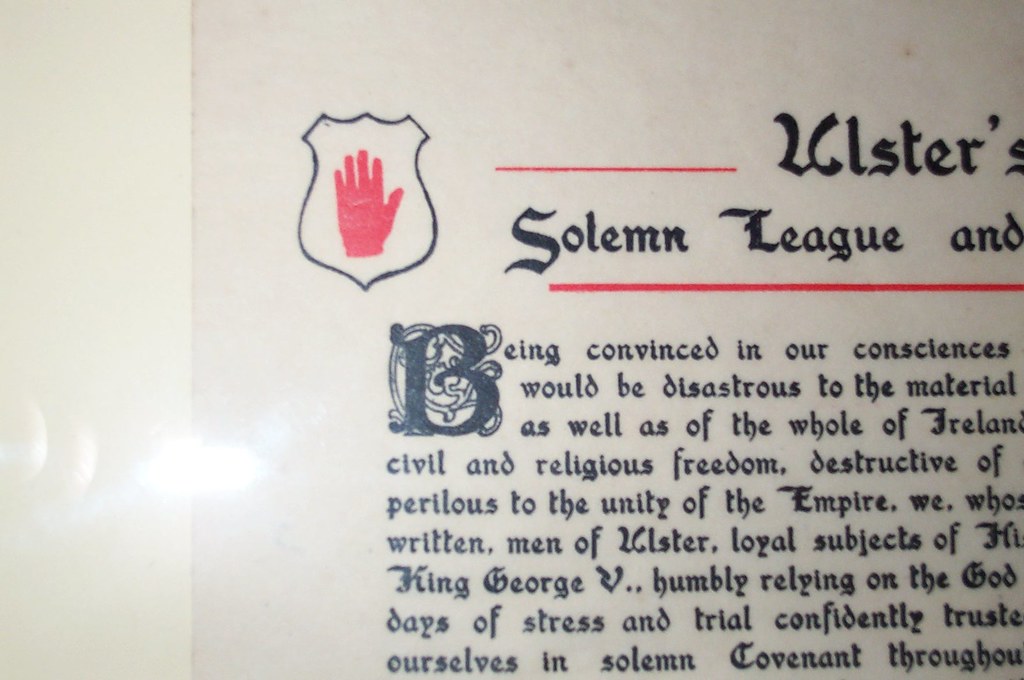 Ulster's
Solemn League and
Being convinced in our consciences
would be disastrous to the material
as well as of the whole of Ireland
civil and religious freedom, destructive of
perilous to the unity of the Empire, we, whos
written, men of Ulster, loyal subjects of His
King George V., humbly relying on the God
days of stress and trial confidently truste
ourselves in solemn Covenant throughou